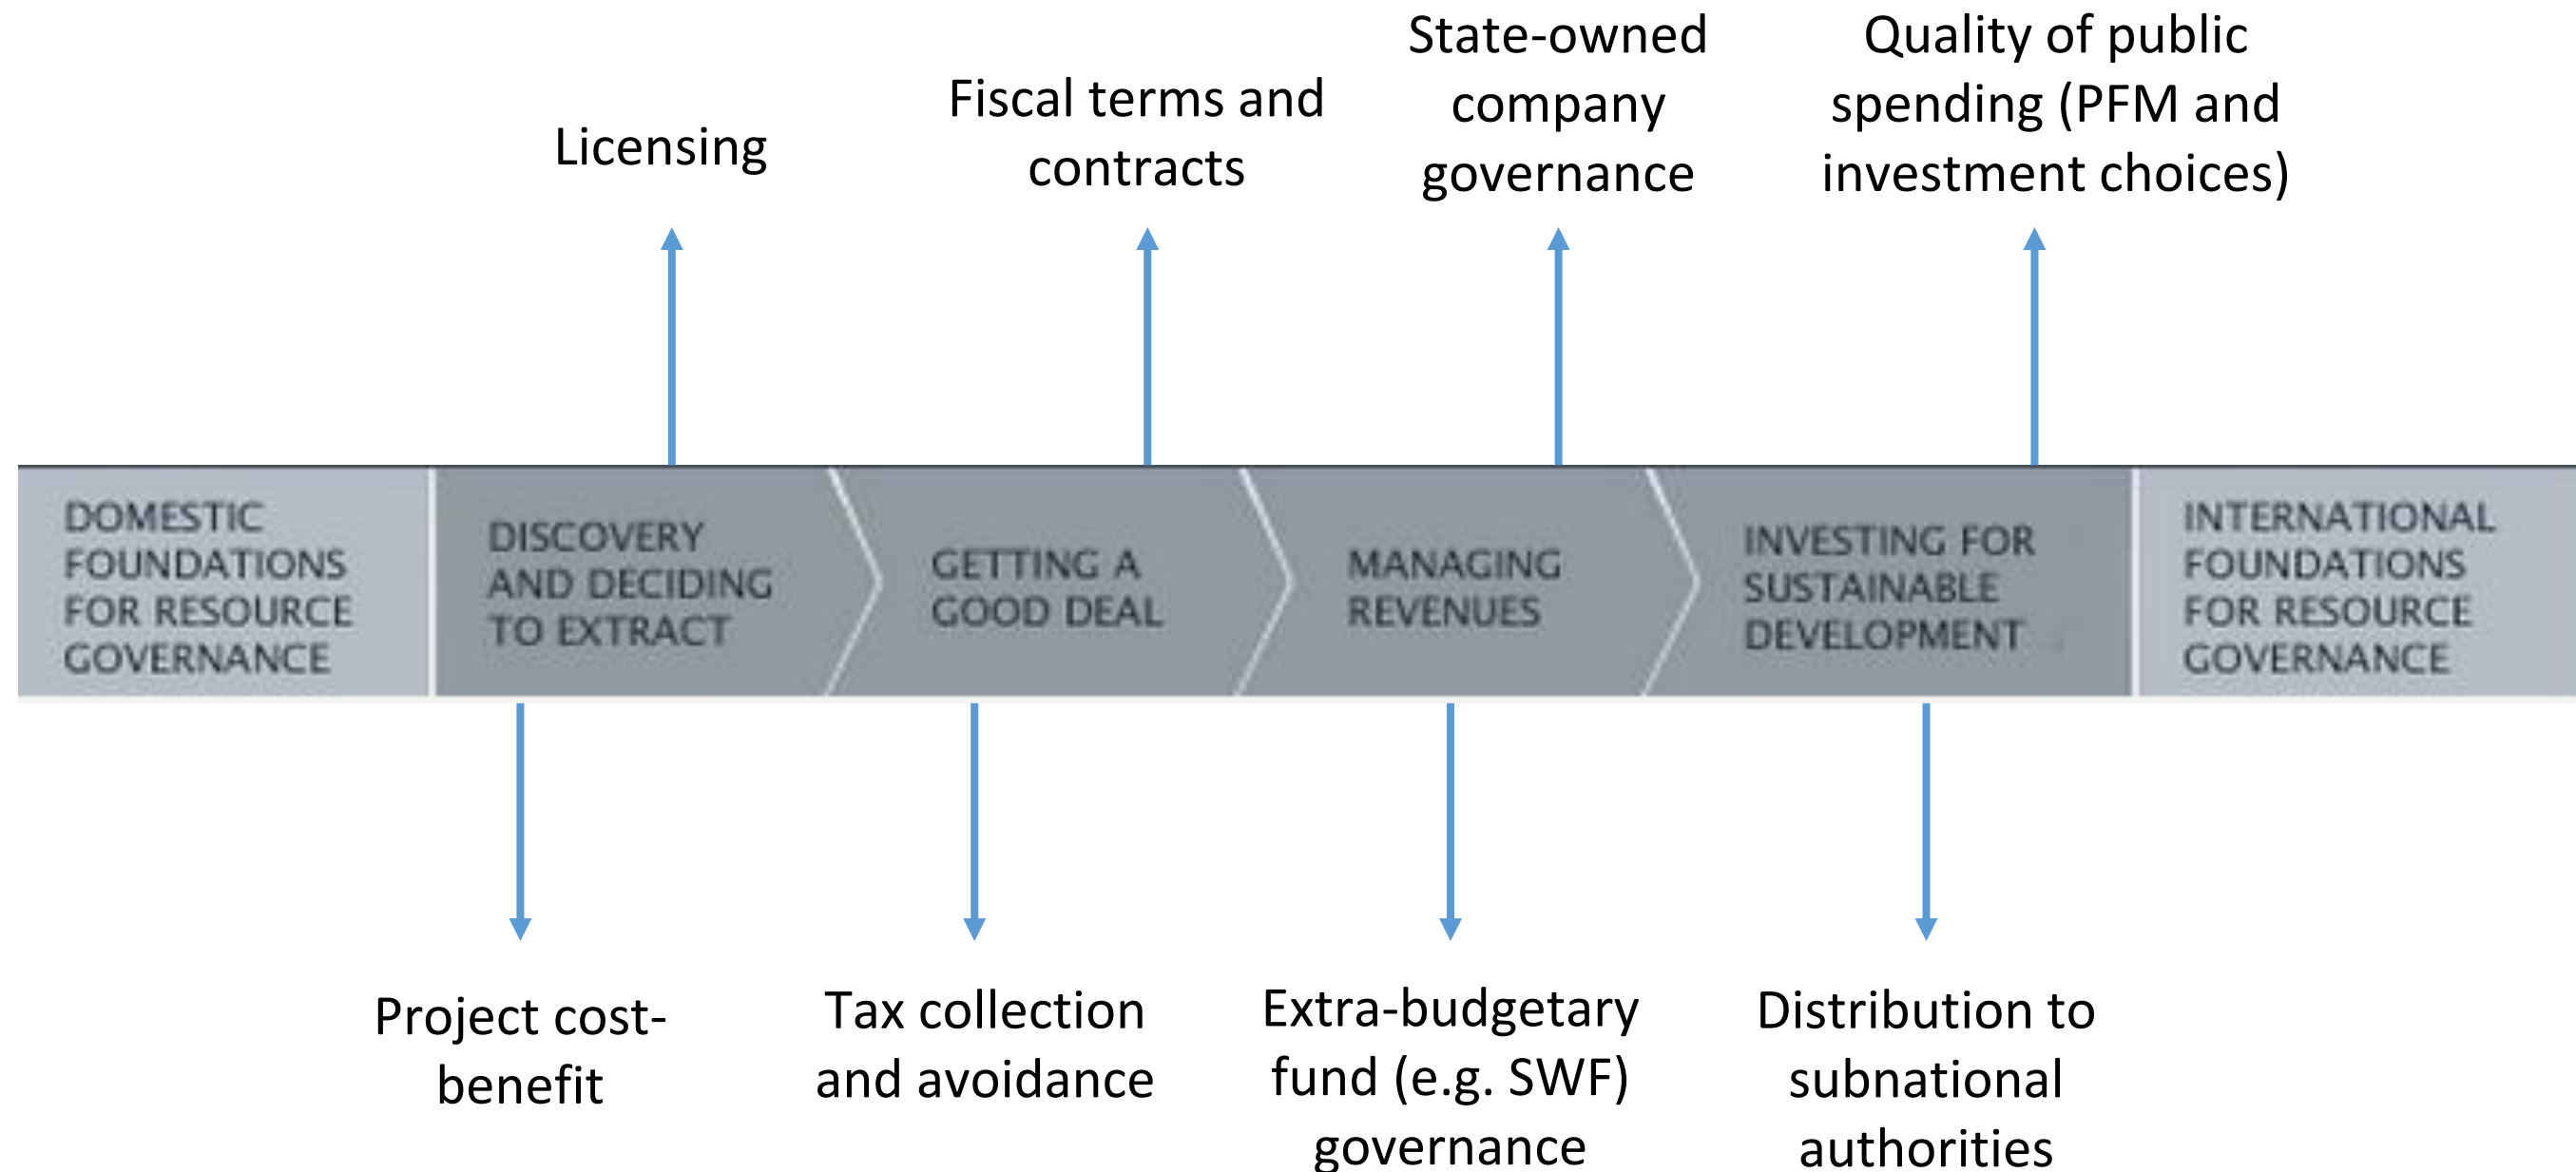 Licensing
Fiscal terms and
contracts
State-owned
company
governance
Quality of public
spending (PFM and
investment choices)
DOMESTIC
FOUNDATIONS
FOR RESOURCE
GOVERNANCE
DISCOVERY
AND DECIDING
TO EXTRACT
GETTING A
GOOD DEAL
MANAGING
REVENUES
INVESTING FOR
SUSTAINABLE
DEVELOPMENT
INTERNATIONAL
FOUNDATIONS
FOR RESOURCE
GOVERNANCE
Project cost-
benefit
Tax collection
and avoidance
Extra-budgetary
fund (e.g. SWF)
governance
Distribution to
subnational
authorities